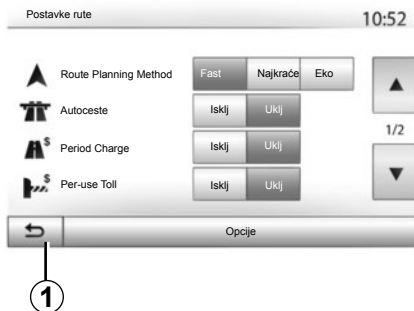 Postavke rute 10:52
Route Planning Method Fast Najkraće Eko
Autoceste Isklj Uklj
1/2
Period Charge $ Isklj Uklj
Per-use Toll $ Isklj Uklj
Opcije
1